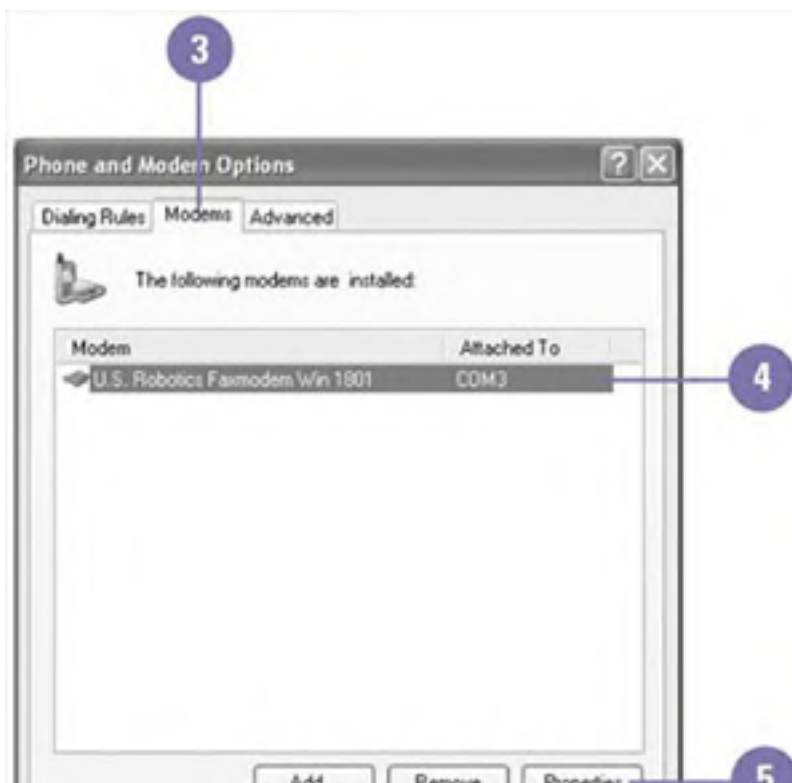 3
Phone and Modem Options
Dialing Rules Modems Advanced
The following modems are installed:
Modem Attached To
U.S. Robotics Faxmodem Win 1801 COM3
4
Add... Remove Properties
5